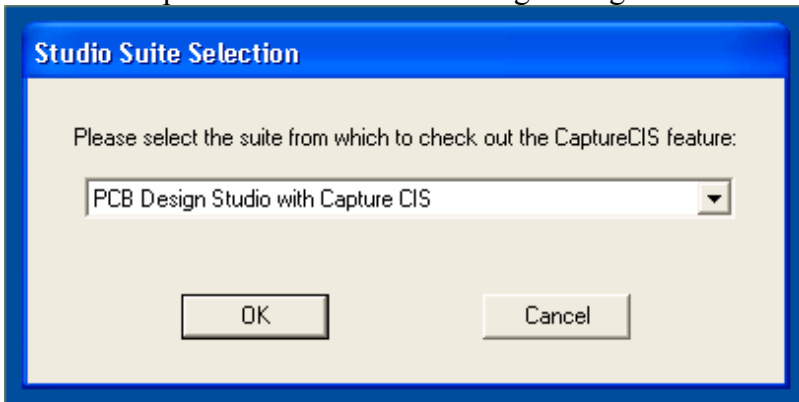 Studio Suite Selection
Please select the suite from which to check out the CaptureCIS feature:
PCB Design Studio with Capture CIS
OK Cancel